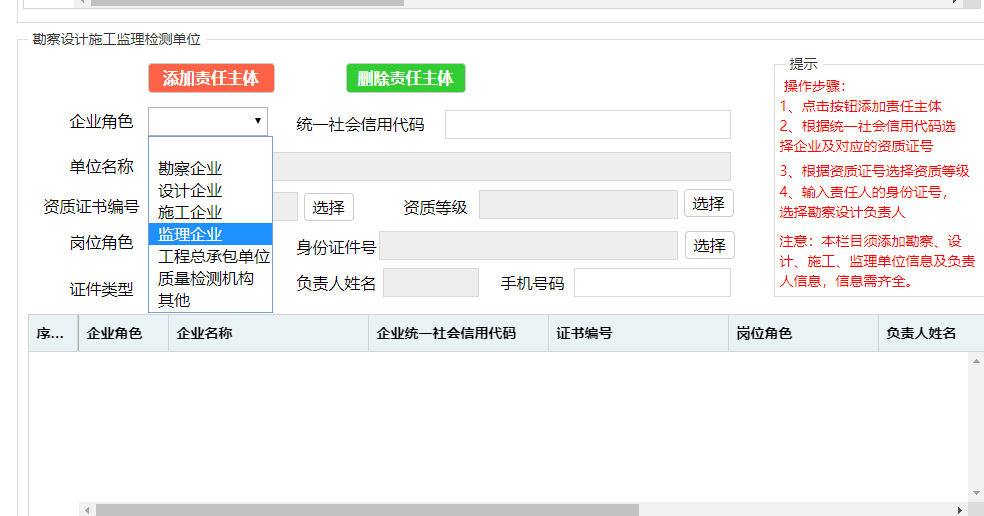 勘察设计施工监理检测单位
添加责任主体
删除责任主体
企业角色
统一社会信用代码
单位名称
资质证书编号
选择
资质等级
选择
岗位角色
身份证件号
选择
证件类型
负责人姓名
手机号码
勘察企业
设计企业
施工企业
监理企业
工程总承包单位
质量检测机构
其他
提示
操作步骤：
1、点击按钮添加责任主体
2、根据统一社会信用代码选
择企业及对应的资质证号
3、根据资质证号选择资质等级
4、输入责任人的身份证号，
选择勘察设计负责人
注意：本栏目须添加勘察、设
计、施工、监理单位信息及负责
人信息，信息需齐全。
序...
企业角色
企业名称
企业统一社会信用代码
证书编号
岗位角色
负责人姓名